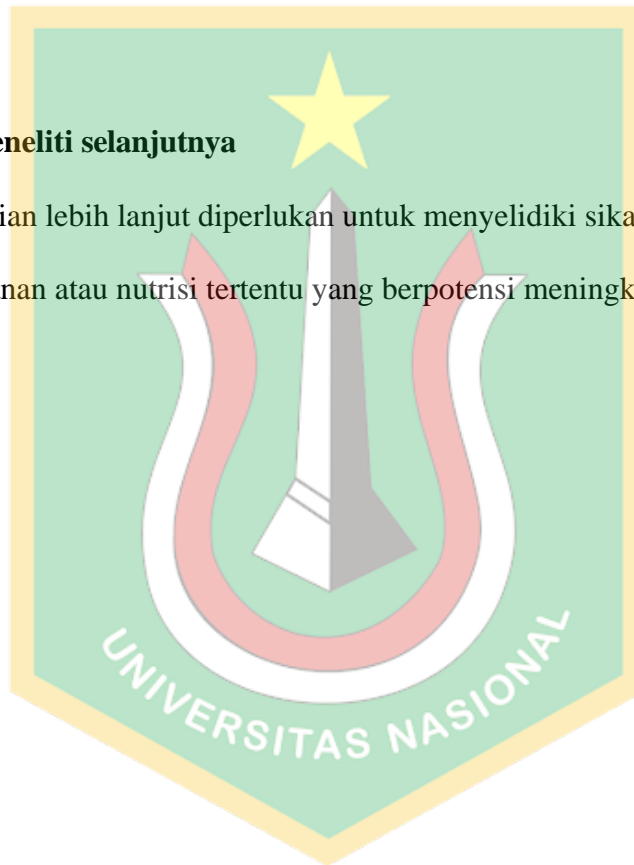 eneliti selanjutnya
ian lebih lanjut diperlukan untuk menyelidiki sika
nan atau nutrisi tertentu yang berpotensi meningk
UNIVERSITAS NASIONAL